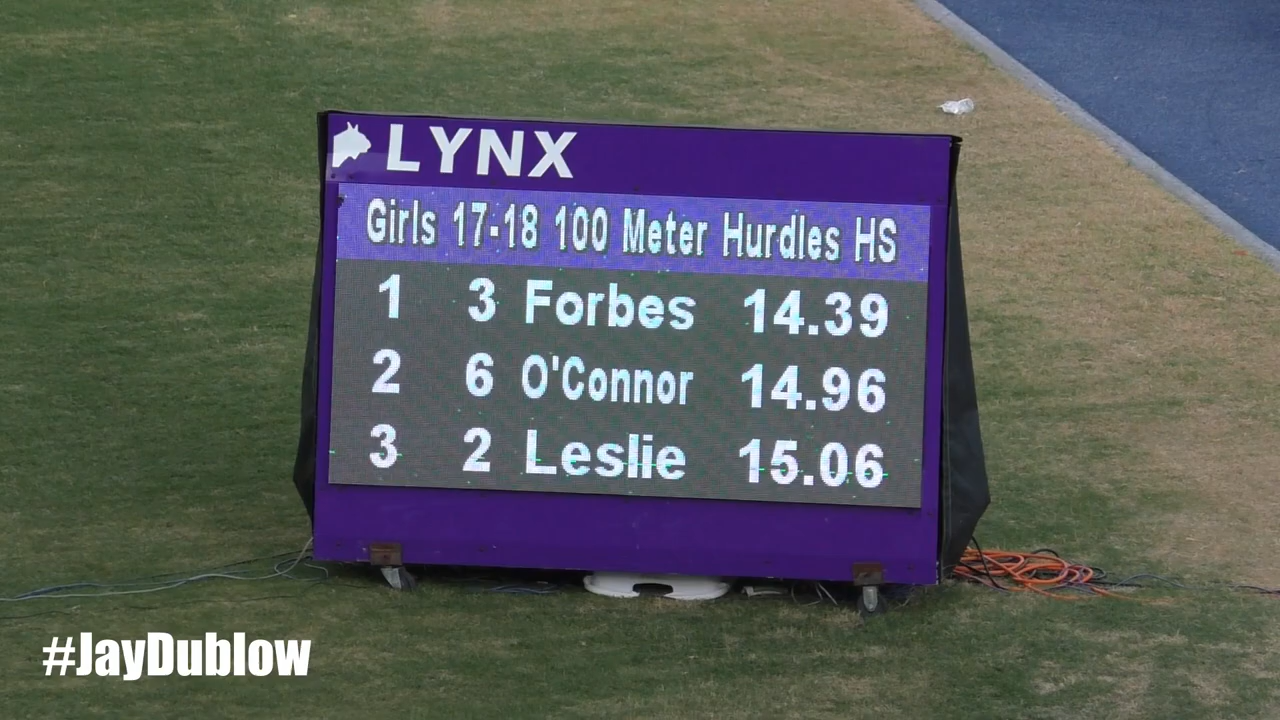 LYNX
Girls 17-18 100 Meter Hurdles HS
1 3 Forbes 14.39
2 6 O'Connor 14.96
3 2 Leslie 15.06
#JayDublow